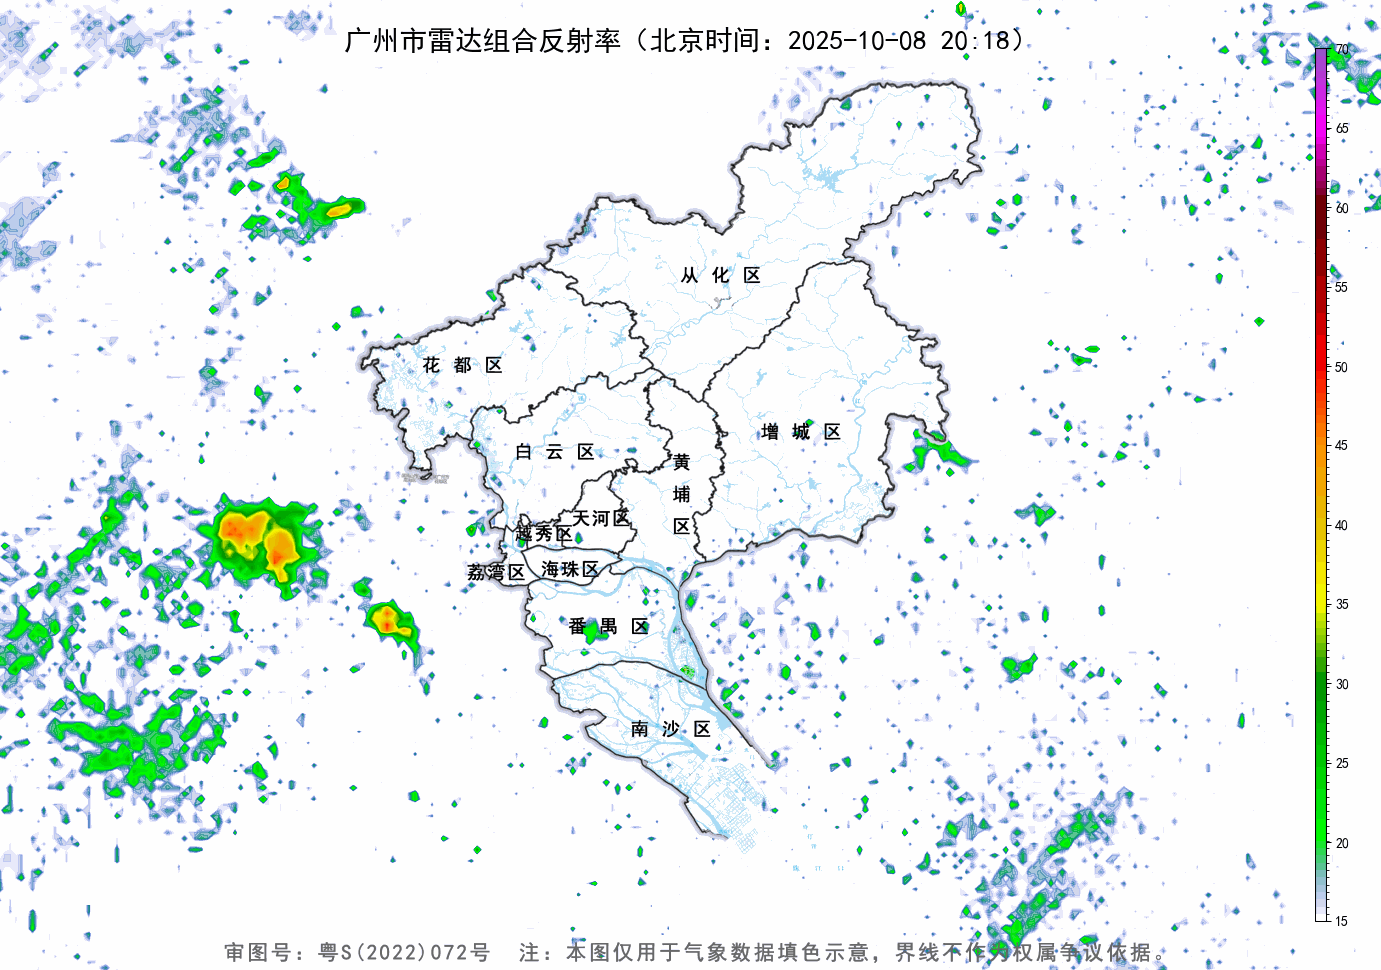 广州市雷达组合反射率（北京时间：2025-10-08 20:18）
70
65
60
55
50
45
40
35
30
25
20
15
从化区
花都区
增城区
白云区
黄埔区
天河区
越秀区
荔湾区
海珠区
番禺区
南沙区
审图号：粤S(2022)072号 注：本图仅用于气象数据填色示意，界线不作为权属争议依据。